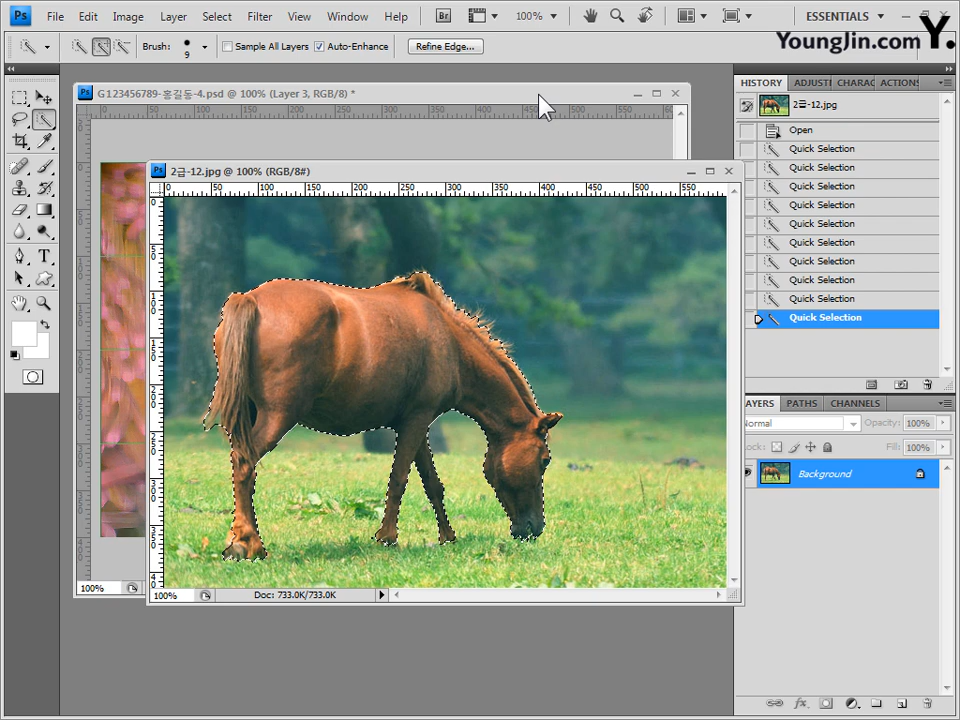 Ps File Edit Image Layer Select Filter View Window Help Br 100% ESSENTIALS
Brush: 9 Sample All Layers Auto-Enhance Refine Edge...
YoungJin.com Y.
Ps G123456789-홍길동-4.psd @ 100% (Layer 3, RGB/8) *
Ps 2급-12.jpg @ 100% (RGB/8#)
0 50 100 150 200 250 300 350 400 450 500 550
T
100%
100% Doc: 733.0K/733.0K
HISTORY ADJUSTI CHARAC ACTIONS
2급-12.jpg
Open
Quick Selection
Quick Selection
Quick Selection
Quick Selection
Quick Selection
Quick Selection
Quick Selection
Quick Selection
Quick Selection
Quick Selection
AYERS PATHS CHANNELS
Normal Opacity: 100%
ock: Fill: 100%
Background
fx